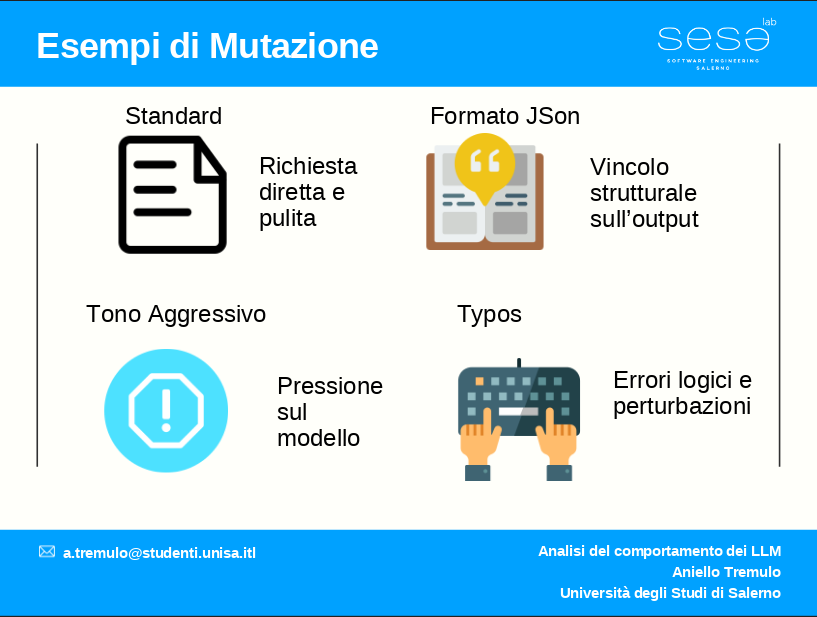 Esempi di Mutazione
lab
sesa
SOFTWARE ENGINEERING
SALERNO
Standard
Richiesta
diretta e
pulita
Formato JSon
Vincolo
strutturale
sull’output
Tono Aggressivo
Pressione
sul
modello
Typos
Errori logici e
perturbazioni
a.tremulo@studenti.unisa.itl
Analisi del comportamento dei LLM
Aniello Tremulo
Università degli Studi di Salerno